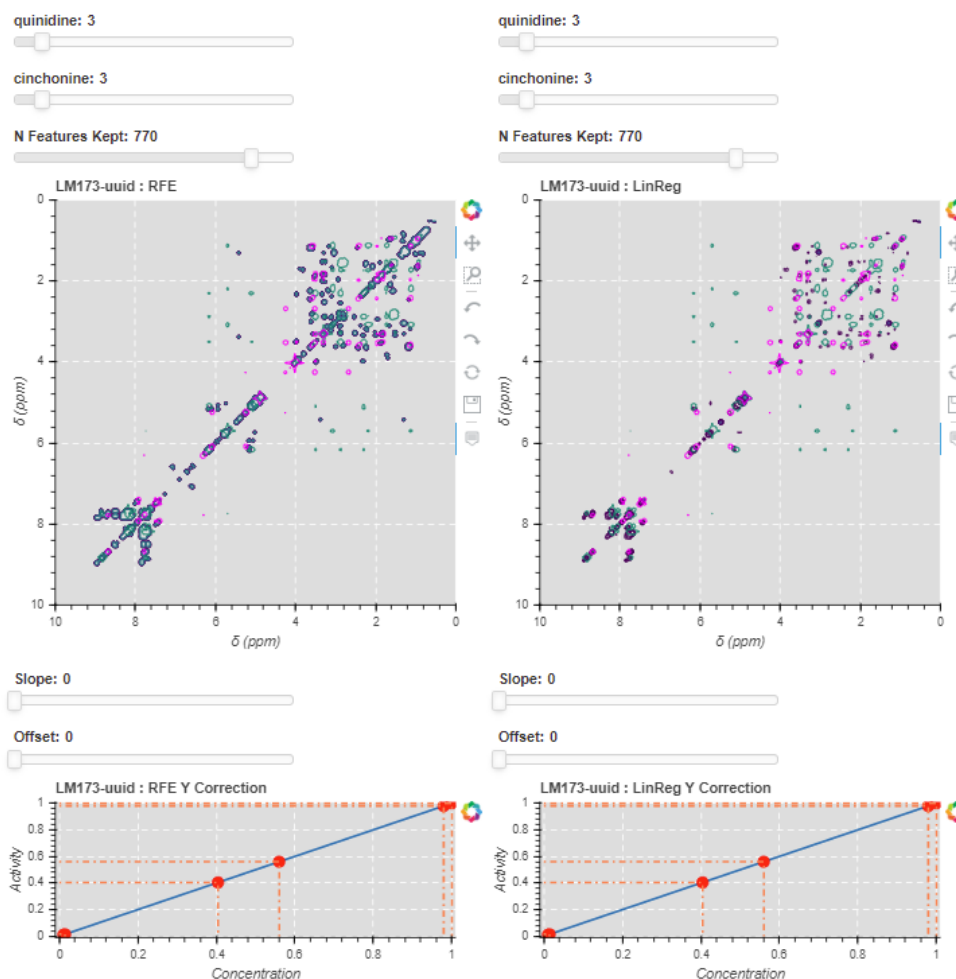 quinidine: 3
cinchonine: 3
N Features Kept: 770
LM173-uuid : RFE
0
2
4
6
8
10
δ (ppm)
10 8 6 4 2 0
δ (ppm)
quinidine: 3
cinchonine: 3
N Features Kept: 770
LM173-uuid : LinReg
0
2
4
6
8
10
δ (ppm)
10 8 6 4 2 0
δ (ppm)
Slope: 0
Offset: 0
LM173-uuid : RFE Y Correction
1
0.8
0.6
0.4
0.2
0
Activity
0 0.2 0.4 0.6 0.8 1
Concentration
Slope: 0
Offset: 0
LM173-uuid : LinReg Y Correction
1
0.8
0.6
0.4
0.2
0
Activity
0 0.2 0.4 0.6 0.8 1
Concentration